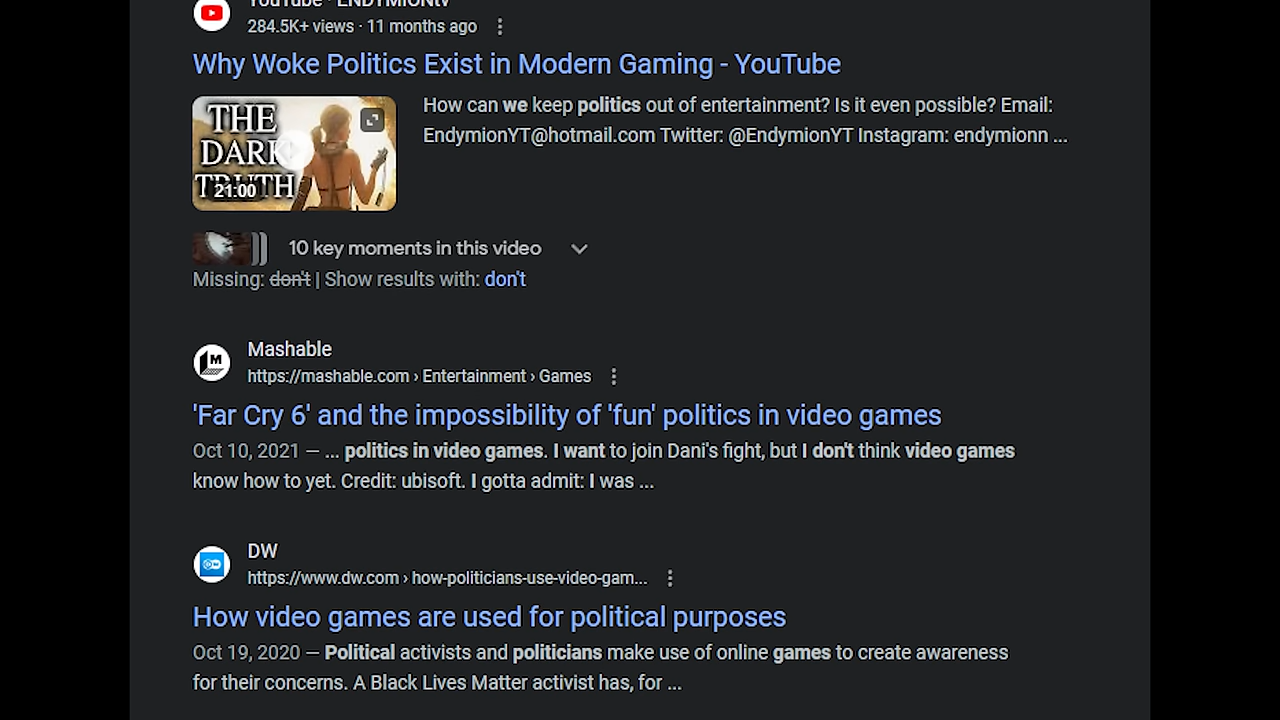 YouTube · ENDYMIONtv
284.5K+ views · 11 months ago
Why Woke Politics Exist in Modern Gaming - YouTube
THE
DARK
TRUTH
21:00
How can we keep politics out of entertainment? Is it even possible? Email:
EndymionYT@hotmail.com Twitter: @EndymionYT Instagram: endymionn ...
10 key moments in this video
Missing: don't | Show results with: don't
M
Mashable
https://mashable.com › Entertainment › Games
'Far Cry 6' and the impossibility of 'fun' politics in video games
Oct 10, 2021 — ... politics in video games. I want to join Dani's fight, but I don't think video games
know how to yet. Credit: ubisoft. I gotta admit: I was ...
DW
https://www.dw.com › how-politicians-use-video-gam...
How video games are used for political purposes
Oct 19, 2020 — Political activists and politicians make use of online games to create awareness
for their concerns. A Black Lives Matter activist has, for ...